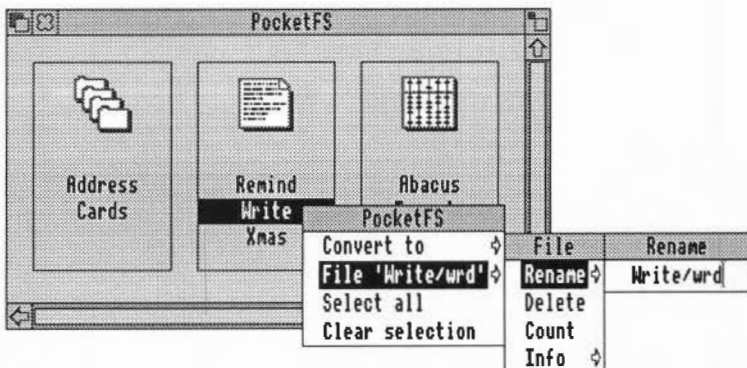 PocketFS
Address
Cards
Remind
Write
Xmas
Abacus
PocketFS
Convert to
File 'Write/wrd'
Select all
Clear selection
File
Rename
Delete
Count
Info
Rename
Write/wrd